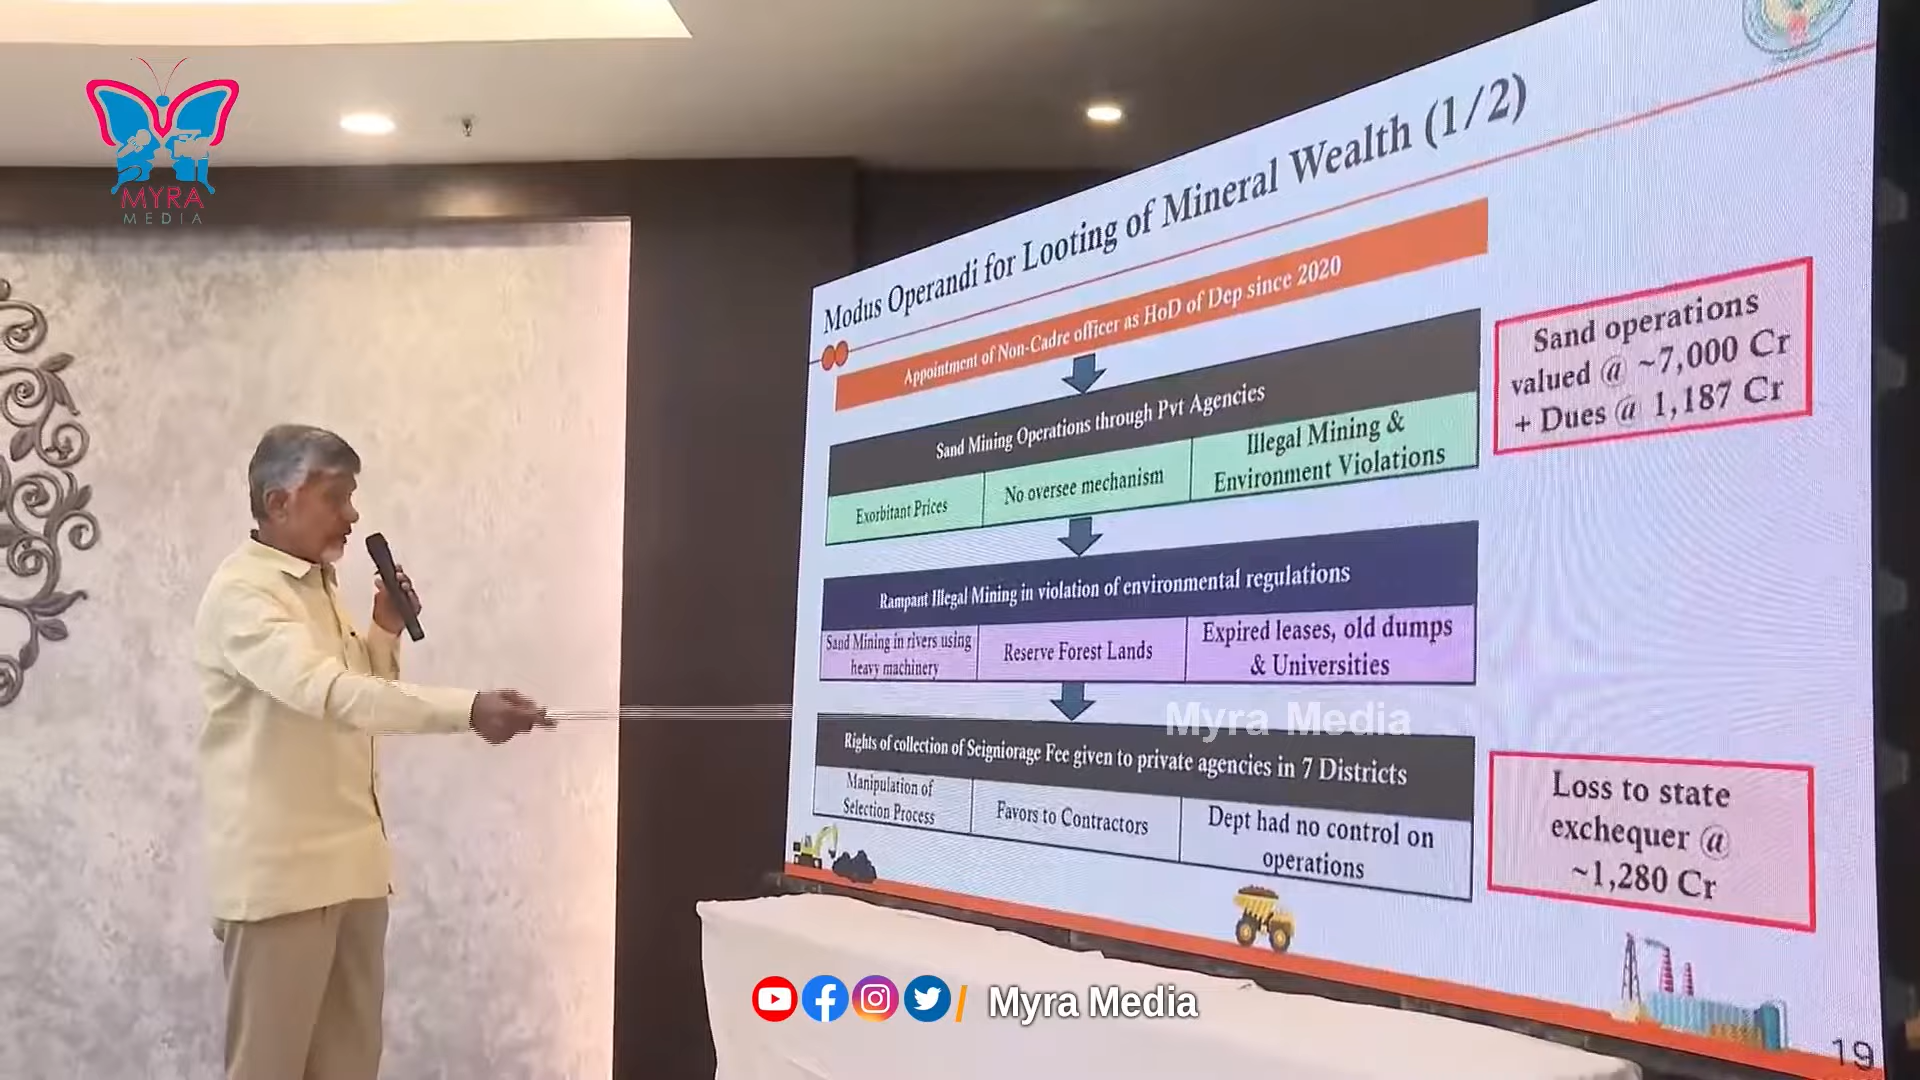 MYRA
MEDIA
Modus Operandi for Looting of Mineral Wealth (1/2)
Appointment of Non-Cadre officer as HoD of Dep since 2020
Sand Mining Operations through Pvt Agencies
Exorbitant Prices
No oversee mechanism
Illegal Mining &
Environment Violations
Sand operations
valued @ ~7,000 Cr
+ Dues @ 1,187 Cr
Rampant Illegal Mining in violation of environmental regulations
Sand Mining in rivers using
heavy machinery
Reserve Forest Lands
Expired leases, old dumps
& Universities
Myra Media
Rights of collection of Seigniorage Fee given to private agencies in 7 Districts
Manipulation of
Selection Process
Favors to Contractors
Dept had no control on
operations
Loss to state
exchequer @
~1,280 Cr
/ Myra Media
19